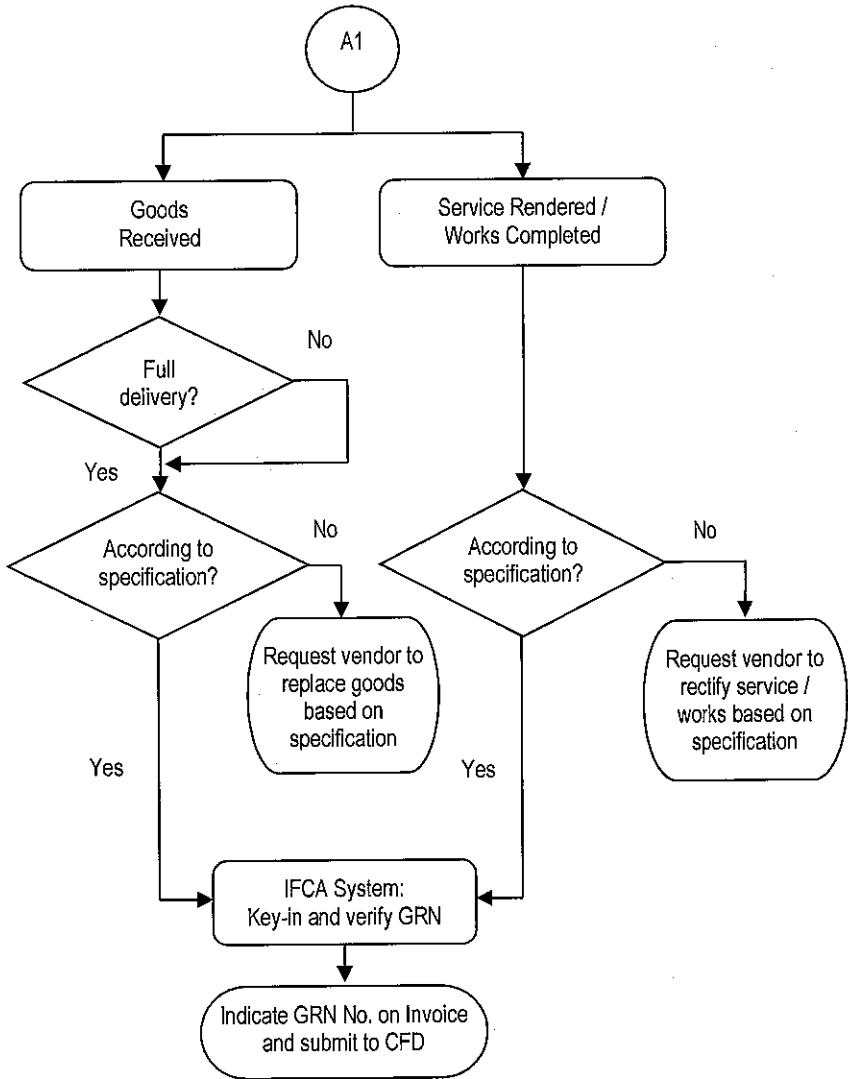 A1
Goods
Received
Service Rendered /
Works Completed
Full
delivery?
No
Yes
According to
specification?
No
According to
specification?
No
Request vendor to
replace goods
based on
specification
Request vendor to
rectify service /
works based on
specification
Yes
Yes
IFCA System:
Key-in and verify GRN
Indicate GRN No. on Invoice
and submit to CFD